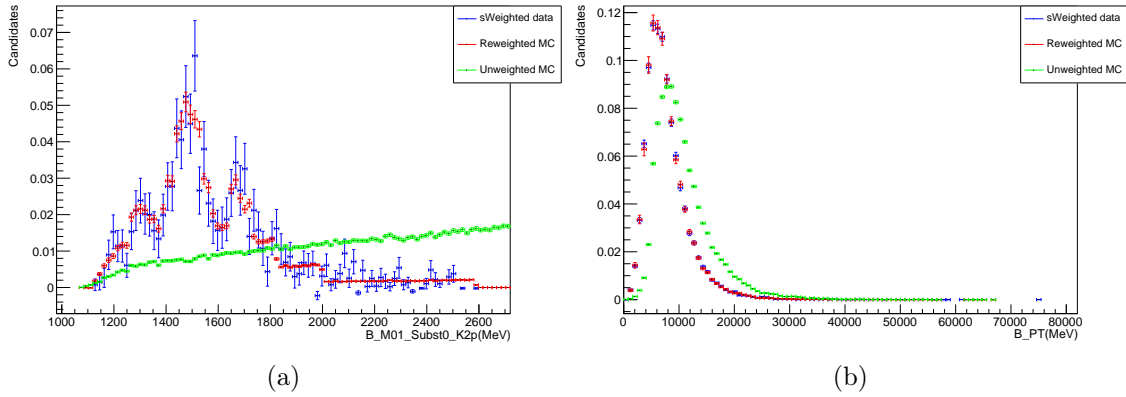 Candidates
0.07
0.06
0.05
0.04
0.03
0.02
0.01
0
1000 1200 1400 1600 1800 2000 2200 2400 2600
B_M01_Subst0_K2p(MeV)
sWeighted data
Reweighted MC
Unweighted MC
(a)
Candidates
0.12
0.1
0.08
0.06
0.04
0.02
0
0 10000 20000 30000 40000 50000 60000 70000 80000
B_PT(MeV)
sWeighted data
Reweighted MC
Unweighted MC
(b)